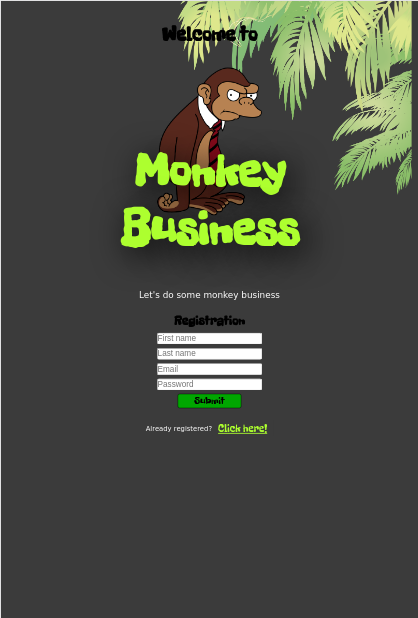 Welcome to
Monkey
Business
Let's do some monkey business
Registration
First name
Last name
Email
Password
Submit
Already registered? Click here!